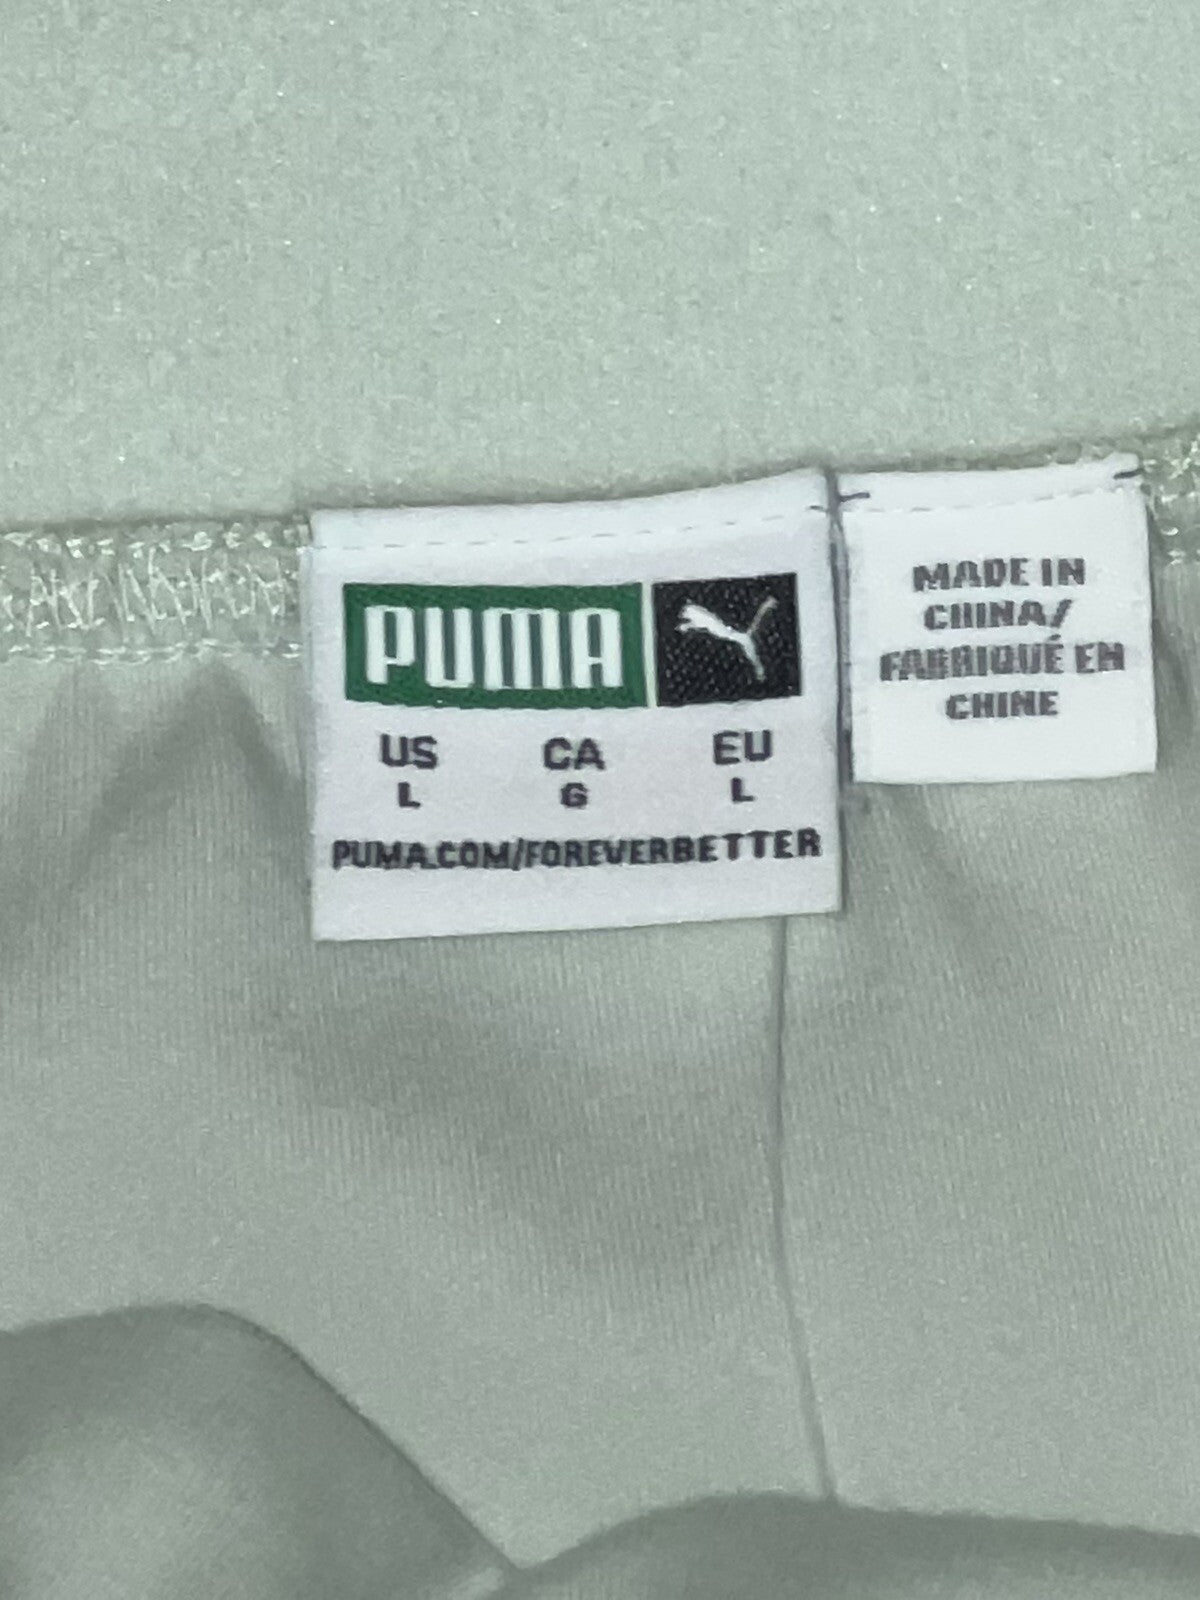 PUMA
US CA EU
L G L
PUMA.COM/FOREVERBETTER
MADE IN
CHINA/
FABRIQUÉ EN
CHINE